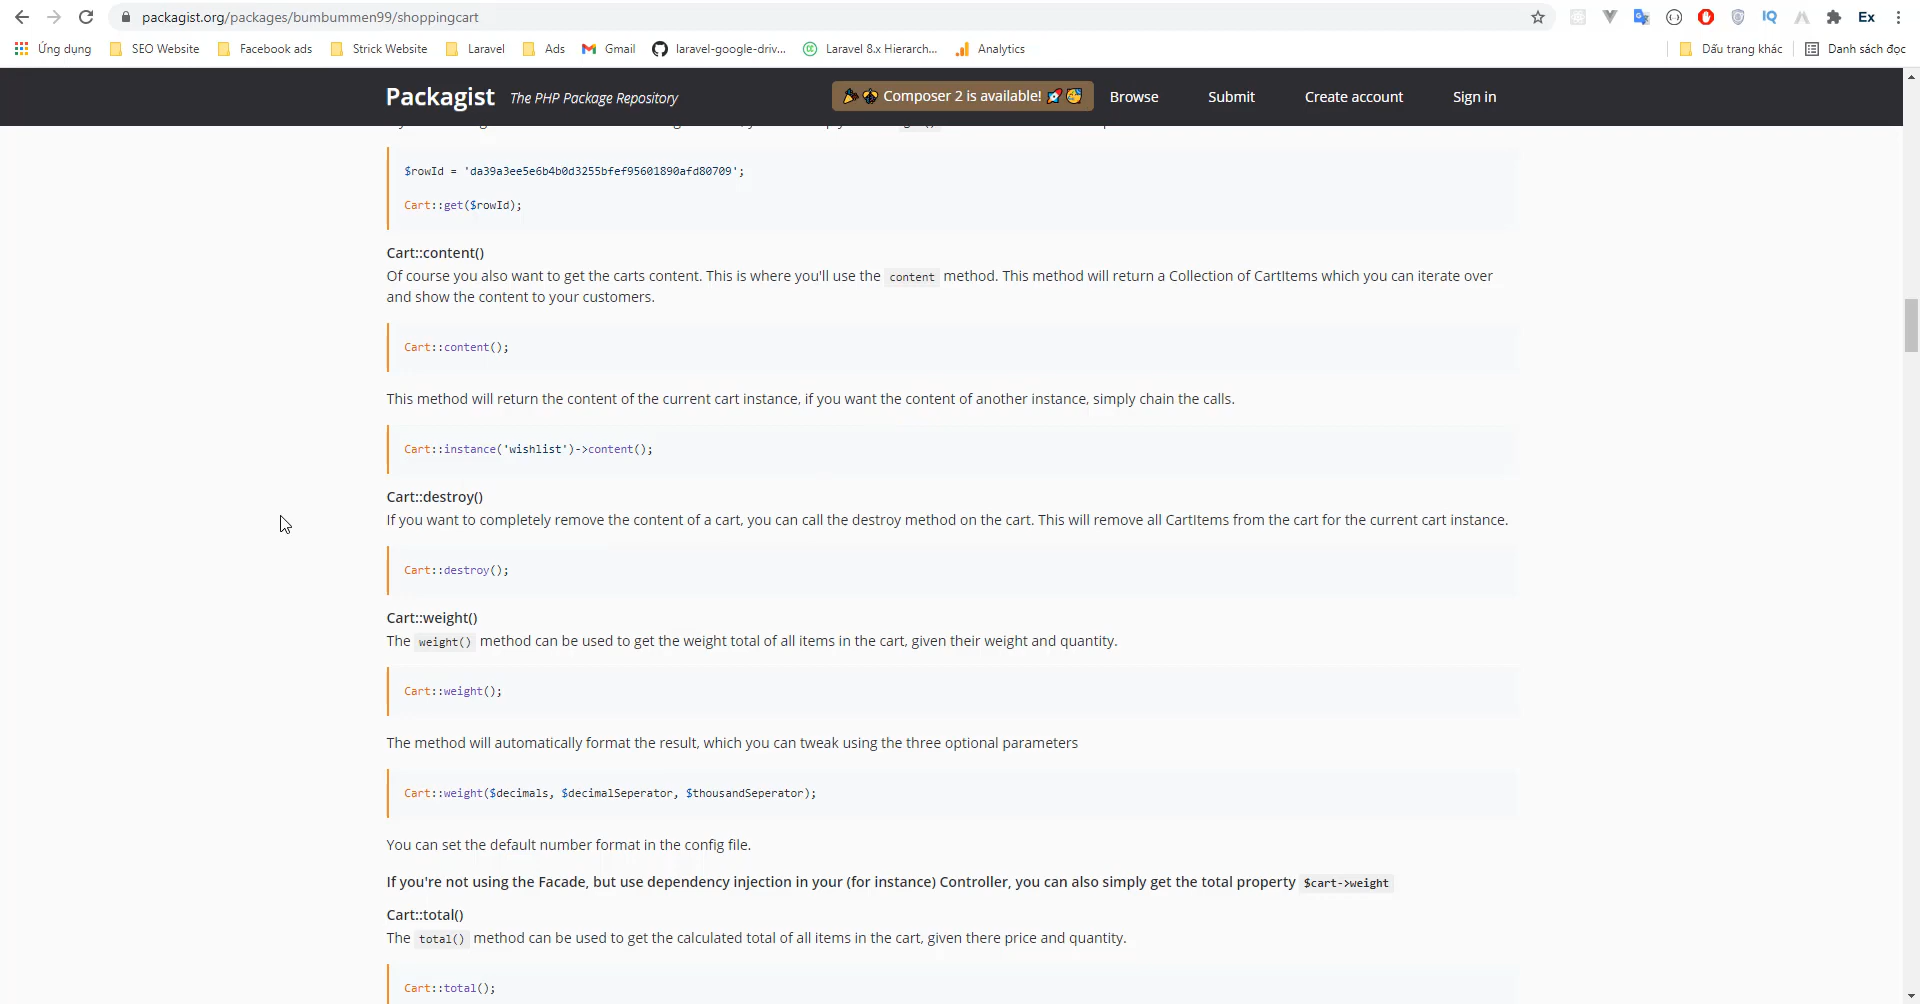 packagist.org/packages/bumbummen99/shoppingcart
Ex
Ứng dụng SEO Website Facebook ads Strick Website Laravel Ads Gmail laravel-google-driv... Laravel 8.x Hierarch... Analytics Dấu trang khác Danh sách đọc
Packagist The PHP Package Repository Composer 2 is available! Browse Submit Create account Sign in
$rowId = 'da39a3ee5e6b4b0d3255bfef95601890afd80709';
Cart::get($rowId);
Cart::content()
Of course you also want to get the carts content. This is where you'll use the content method. This method will return a Collection of CartItems which you can iterate over
and show the content to your customers.
Cart::content();
This method will return the content of the current cart instance, if you want the content of another instance, simply chain the calls.
Cart::instance('wishlist')->content();
Cart::destroy()
If you want to completely remove the content of a cart, you can call the destroy method on the cart. This will remove all CartItems from the cart for the current cart instance.
Cart::destroy();
Cart::weight()
The weight() method can be used to get the weight total of all items in the cart, given their weight and quantity.
Cart::weight();
The method will automatically format the result, which you can tweak using the three optional parameters
Cart::weight($decimals, $decimalSeperator, $thousandSeperator);
You can set the default number format in the config file.
If you're not using the Facade, but use dependency injection in your (for instance) Controller, you can also simply get the total property $cart->weight
Cart::total()
The total() method can be used to get the calculated total of all items in the cart, given there price and quantity.
Cart::total();